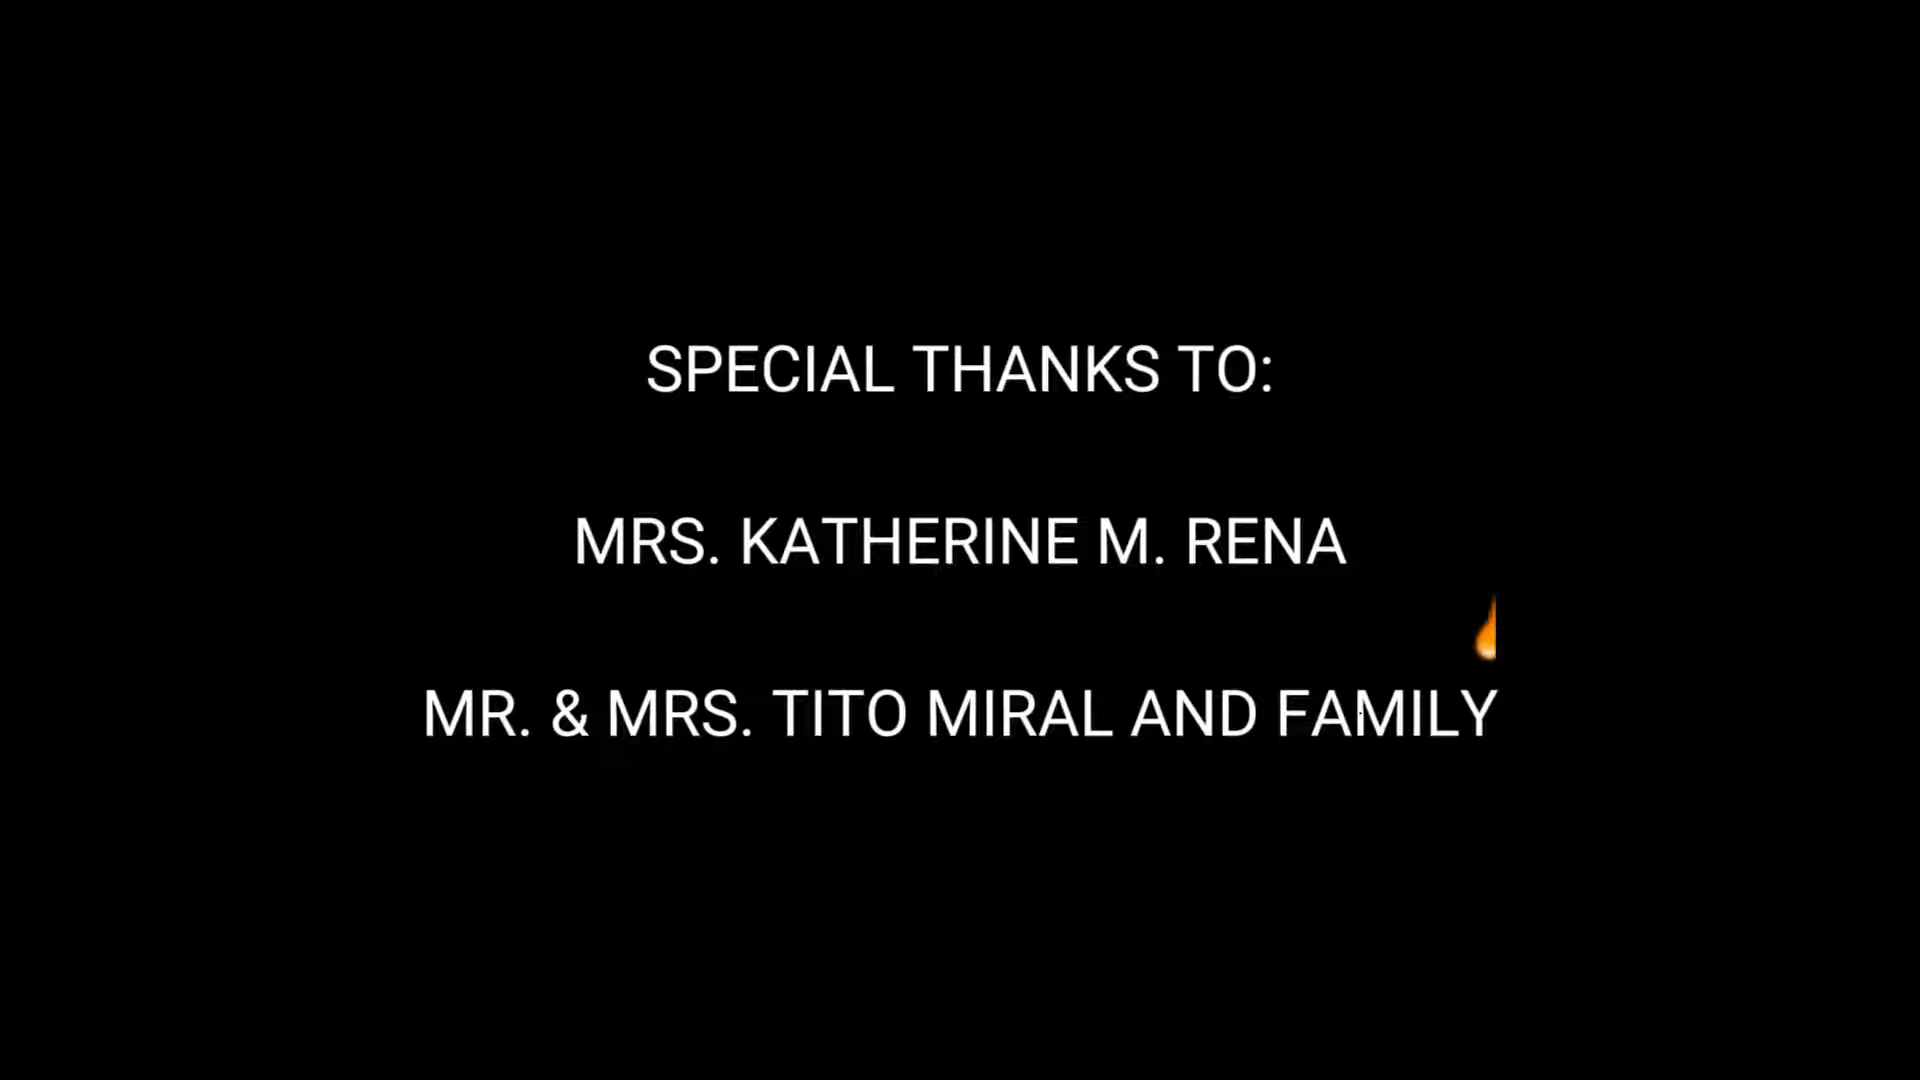 SPECIAL THANKS TO:
MRS. KATHERINE M. RENA
MR. & MRS. TITO MIRAL AND FAMILY